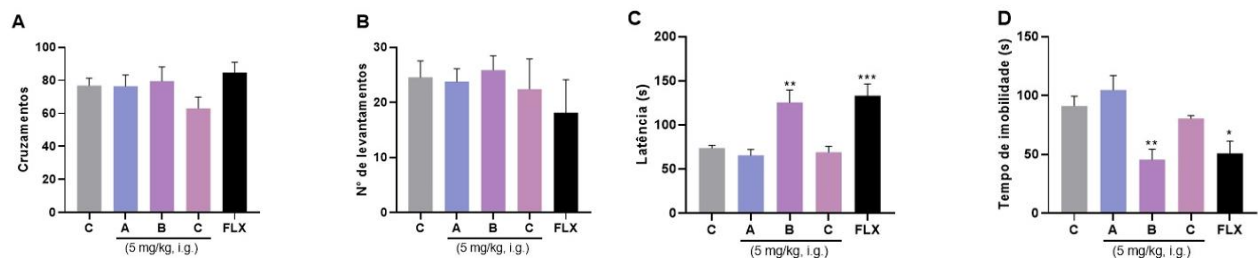 A
Cruzamentos
100
80
60
40
20
0
C A B C FLX
(5 mg/kg, i.g.)
B
N° de levantamentos
30
20
10
0
C A B C FLX
(5 mg/kg, i.g.)
C
Latência (s)
200
150
100
50
0
** ***
C A B C FLX
(5 mg/kg, i.g.)
D
Tempo de imobilidade (s)
150
100
50
0
** *
C A B C FLX
(5 mg/kg, i.g.)